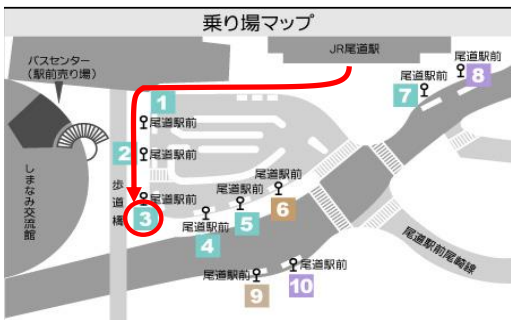 乗り場マップ
JR尾道駅
バスセンター
（駅前売り場）
尾道駅前
8
尾道駅前
7
1
尾道駅前
2
尾道駅前
しまなみ交流館
歩道橋
尾道駅前
3
尾道駅前
6
尾道駅前
5
4
尾道駅前
尾道駅前尾崎線
尾道駅前
10
尾道駅前
9